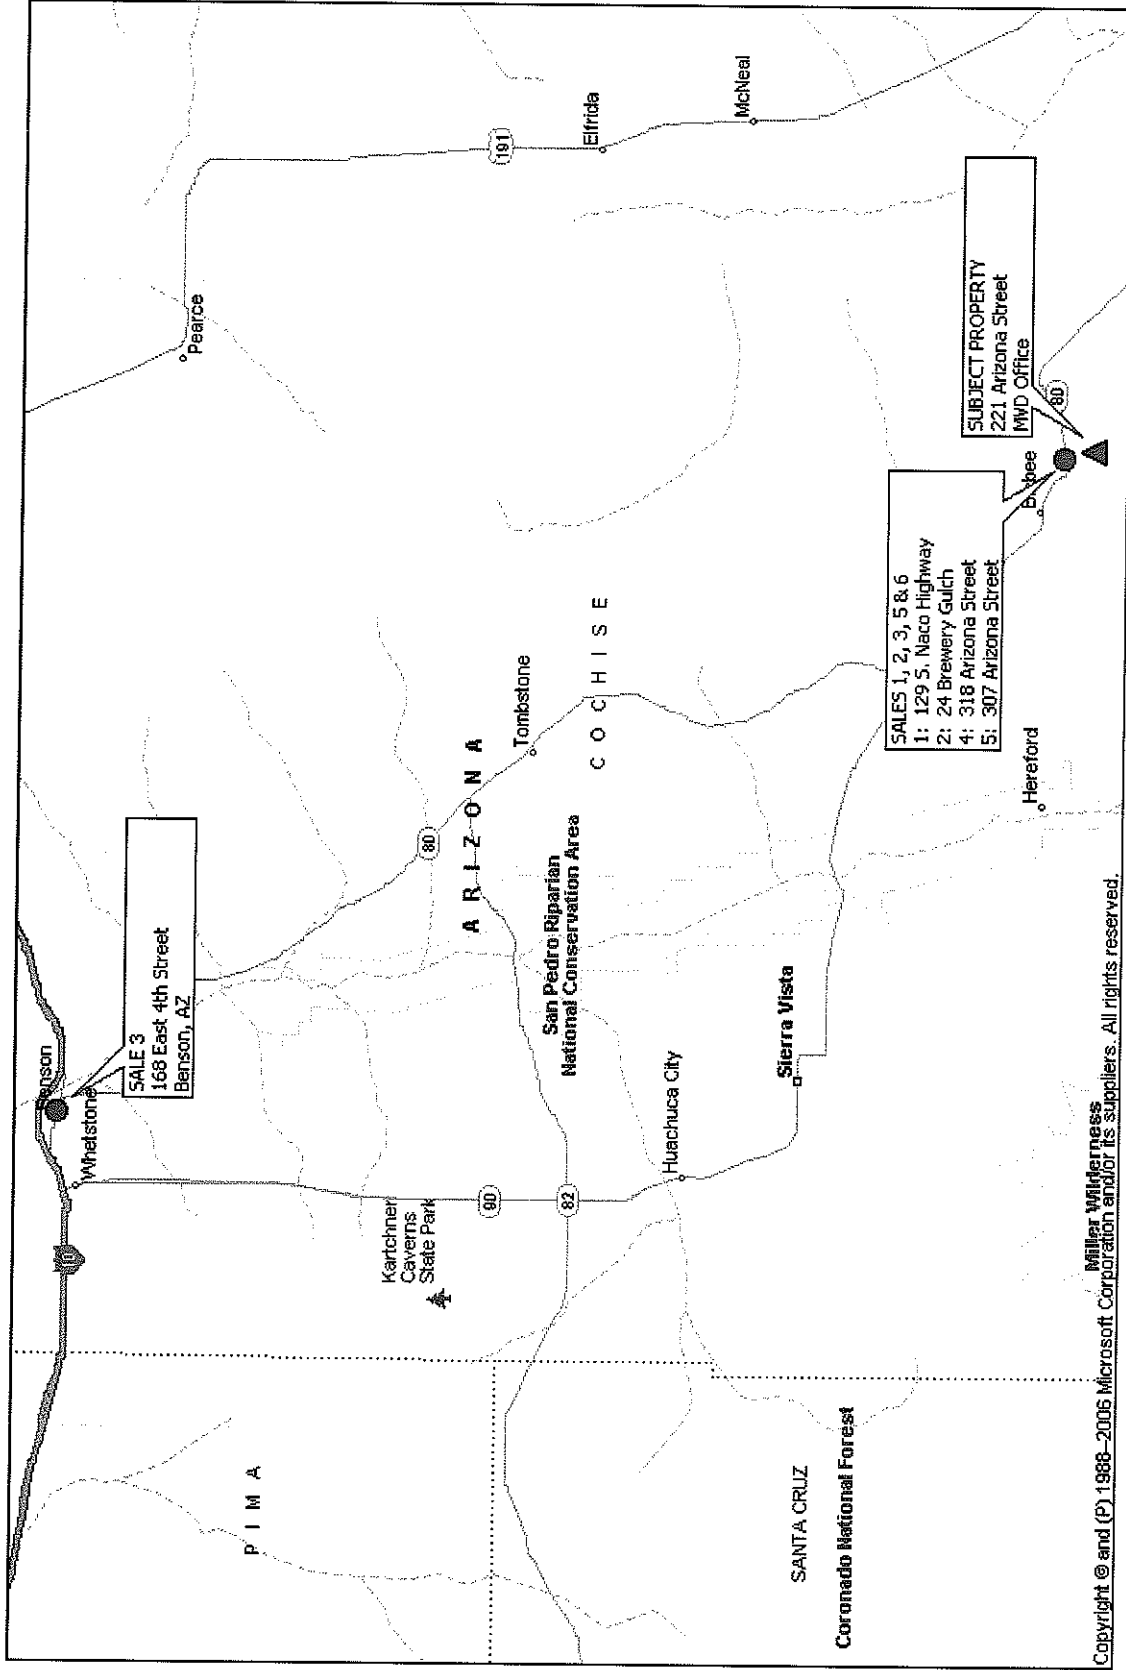 Benson
Whetstone
10
SALE 3
168 East 4th Street
Benson, AZ
Pearce
PIMA
Kartchner
Caverns
State Park
90
82
80
ARIZONA
Tombstone
191
Elfrida
McNeal
COCHISE
San Pedro Riparian
National Conservation Area
Huachuca City
Sierra Vista
SANTA CRUZ
Coronado National Forest
SALES 1, 2, 3, 5 & 6
1: 129 S. Naco Highway
2: 24 Brewery Gulch
4: 318 Arizona Street
5: 307 Arizona Street
SUBJECT PROPERTY
221 Arizona Street
MVD Office
Hereford
Bisbee
80
Miller Wilderness
Copyright © and (P) 1988–2006 Microsoft Corporation and/or its suppliers. All rights reserved.